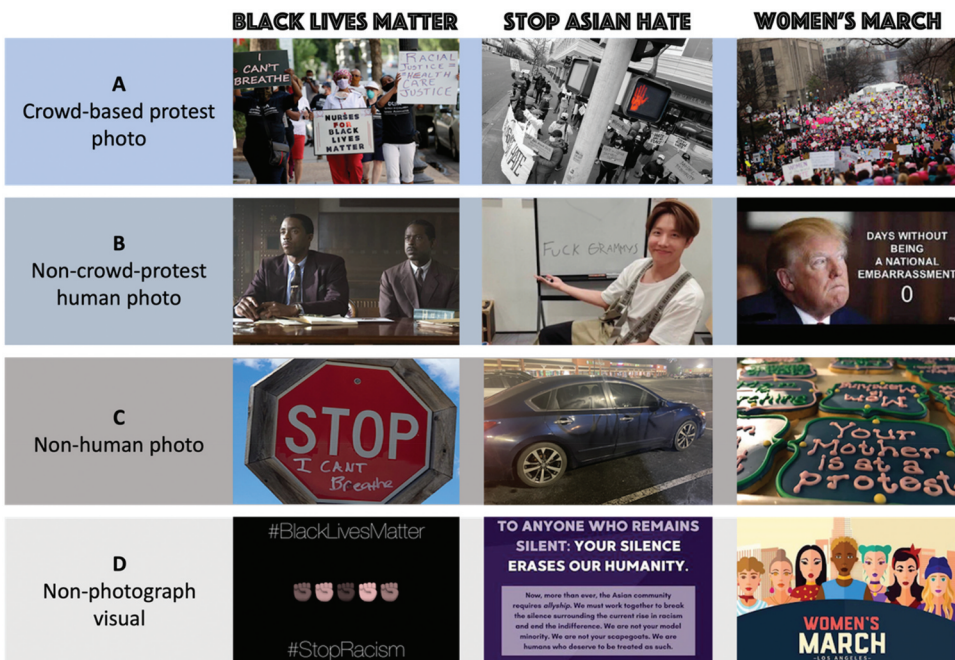 BLACK LIVES MATTER
STOP ASIAN HATE
WOMEN'S MARCH
A
Crowd-based protest
photo
I
CAN'T
BREATHE
RACIAL
JUSTICE =
HEALTH
CARE
JUSTICE
NURSES
FOR
BLACK
LIVES
MATTER
B
Non-crowd-protest
human photo
FUCK GRAMMYS
DAYS WITHOUT
BEING
A NATIONAL
EMBARRASSMENT
0
C
Non-human photo
STOP
I CANT
Breathe
Your
Mother
is at a
protest
D
Non-photograph
visual
#BlackLivesMatter
#StopRacism
TO ANYONE WHO REMAINS
SILENT: YOUR SILENCE
ERASES OUR HUMANITY.
Now, more than ever, the Asian community
requires allyship. We must work together to break
the silence surrounding the current rise in racism
and end the indifference. We are not your model
minority. We are not your scapegoats. We are
humans who deserve to be treated as such.
WOMEN'S
MARCH
-LOS ANGELES-